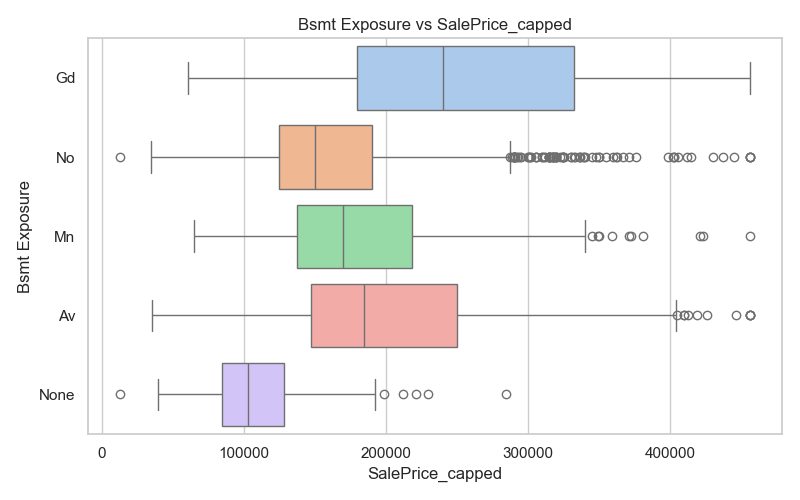 Bsmt Exposure vs SalePrice_capped
Bsmt Exposure
Gd
No
Mn
Av
None
0
100000
200000
300000
400000
SalePrice_capped